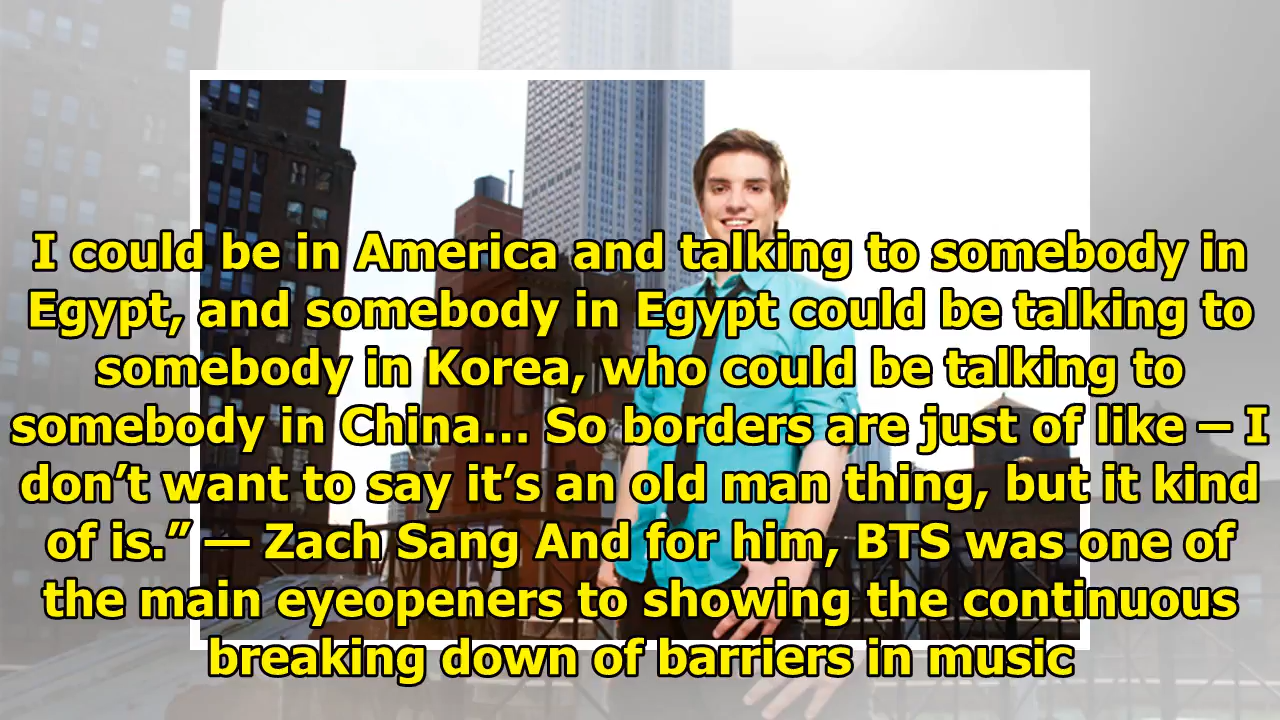 I could be in America and talking to somebody in
Egypt, and somebody in Egypt could be talking to
somebody in Korea, who could be talking to
somebody in China... So borders are just of like – I
don’t want to say it’s an old man thing, but it kind
of is.” — Zach Sang And for him, BTS was one of
the main eyeopeners to showing the continuous
breaking down of barriers in music